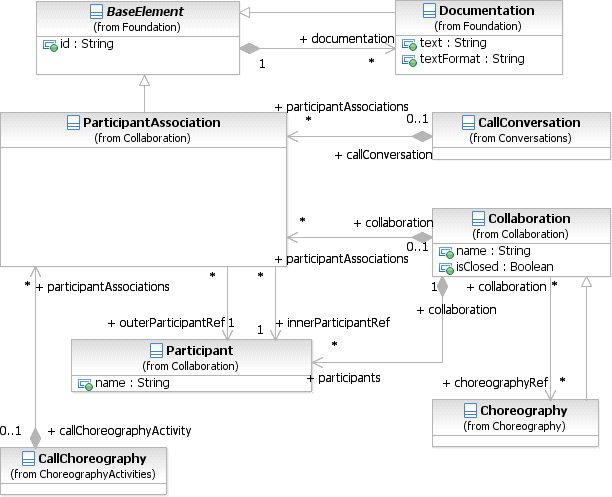 BaseElement
(from Foundation)
id : String
Documentation
(from Foundation)
text : String
textFormat : String
+ documentation
1
*
ParticipantAssociation
(from Collaboration)
+ participantAssociations
*
0..1
+ callConversation
CallConversation
(from Conversations)
*
+ collaboration
0..1
+ participantAssociations
Collaboration
(from Collaboration)
name : String
isClosed : Boolean
* + participantAssociations
*
*
1
+ collaboration
*
+ collaboration
+ outerParticipantRef 1
1
+ innerParticipantRef
*
+ participants
Participant
(from Collaboration)
name : String
+ choreographyRef
*
Choreography
(from Choreography)
0..1
+ callChoreographyActivity
CallChoreography
(from ChoreographyActivities)